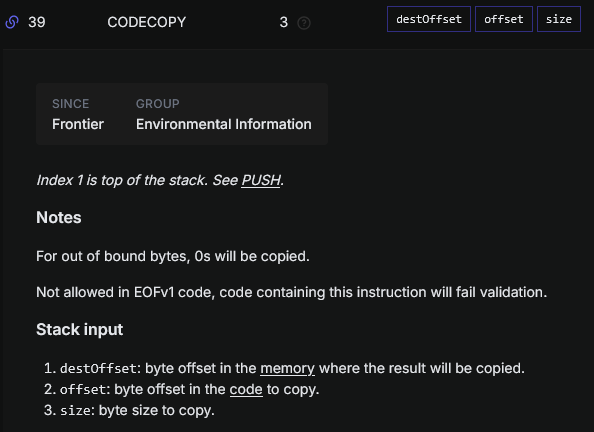 39 CODECOPY 3 destOffset offset size
SINCE GROUP
Frontier Environmental Information
Index 1 is top of the stack. See PUSH.
Notes
For out of bound bytes, 0s will be copied.
Not allowed in EOFv1 code, code containing this instruction will fail validation.
Stack input
1. destOffset: byte offset in the memory where the result will be copied.
2. offset: byte offset in the code to copy.
3. size: byte size to copy.